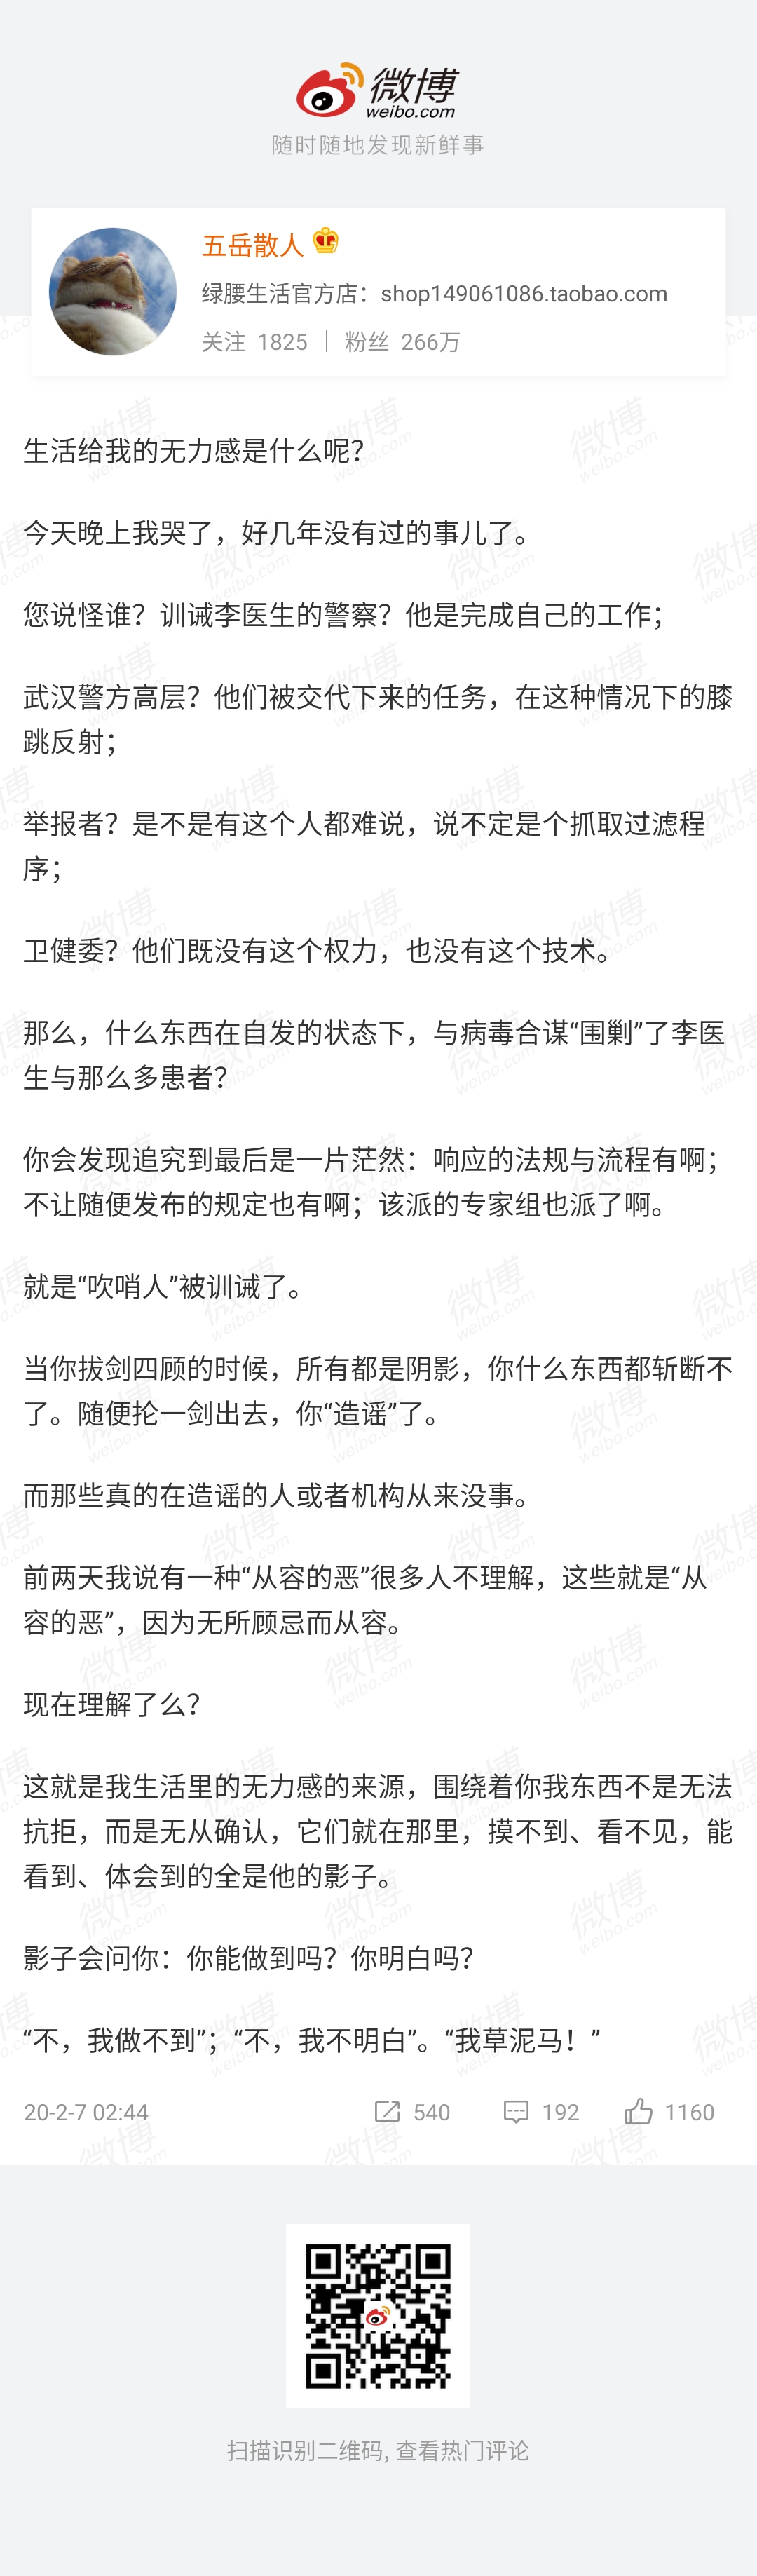 微博
weibo.com
随时随地发现新鲜事
五岳散人
绿腰生活官方店：shop149061086.taobao.com
关注 1825 | 粉丝 266万
生活给我的无力感是什么呢？
今天晚上我哭了，好几年没有过的事儿了。
您说怪谁？训诫李医生的警察？他是完成自己的工作；
武汉警方高层？他们被交代下来的任务，在这种情况下的膝
跳反射；
举报者？是不是有这个人都难说，说不定是个抓取过滤程
序；
卫健委？他们既没有这个权力，也没有这个技术。
那么，什么东西在自发的状态下，与病毒合谋“围剿”了李医
生与那么多患者？
你会发现追究到最后是一片茫然：响应的法规与流程有啊；
不让随便发布的规定也有啊；该派的专家组也派了啊。
就是“吹哨人”被训诫了。
当你拔剑四顾的时候，所有都是阴影，你什么东西都斩断不
了。随便抡一剑出去，你“造谣”了。
而那些真的在造谣的人或者机构从来没事。
前两天我说有一种“从容的恶”很多人不理解，这些就是“从
容的恶”，因为无所顾忌而从容。
现在理解了么？
这就是我生活里的无力感的来源，围绕着你我东西不是无法
抗拒，而是无从确认，它们就在那里，摸不到、看不见，能
看到、体会到的全是他的影子。
影子会问你：你能做到吗？你明白吗？
“不，我做不到”；“不，我不明白”。“我草泥马！”
20-2-7 02:44 540 192 1160
扫描识别二维码, 查看热门评论